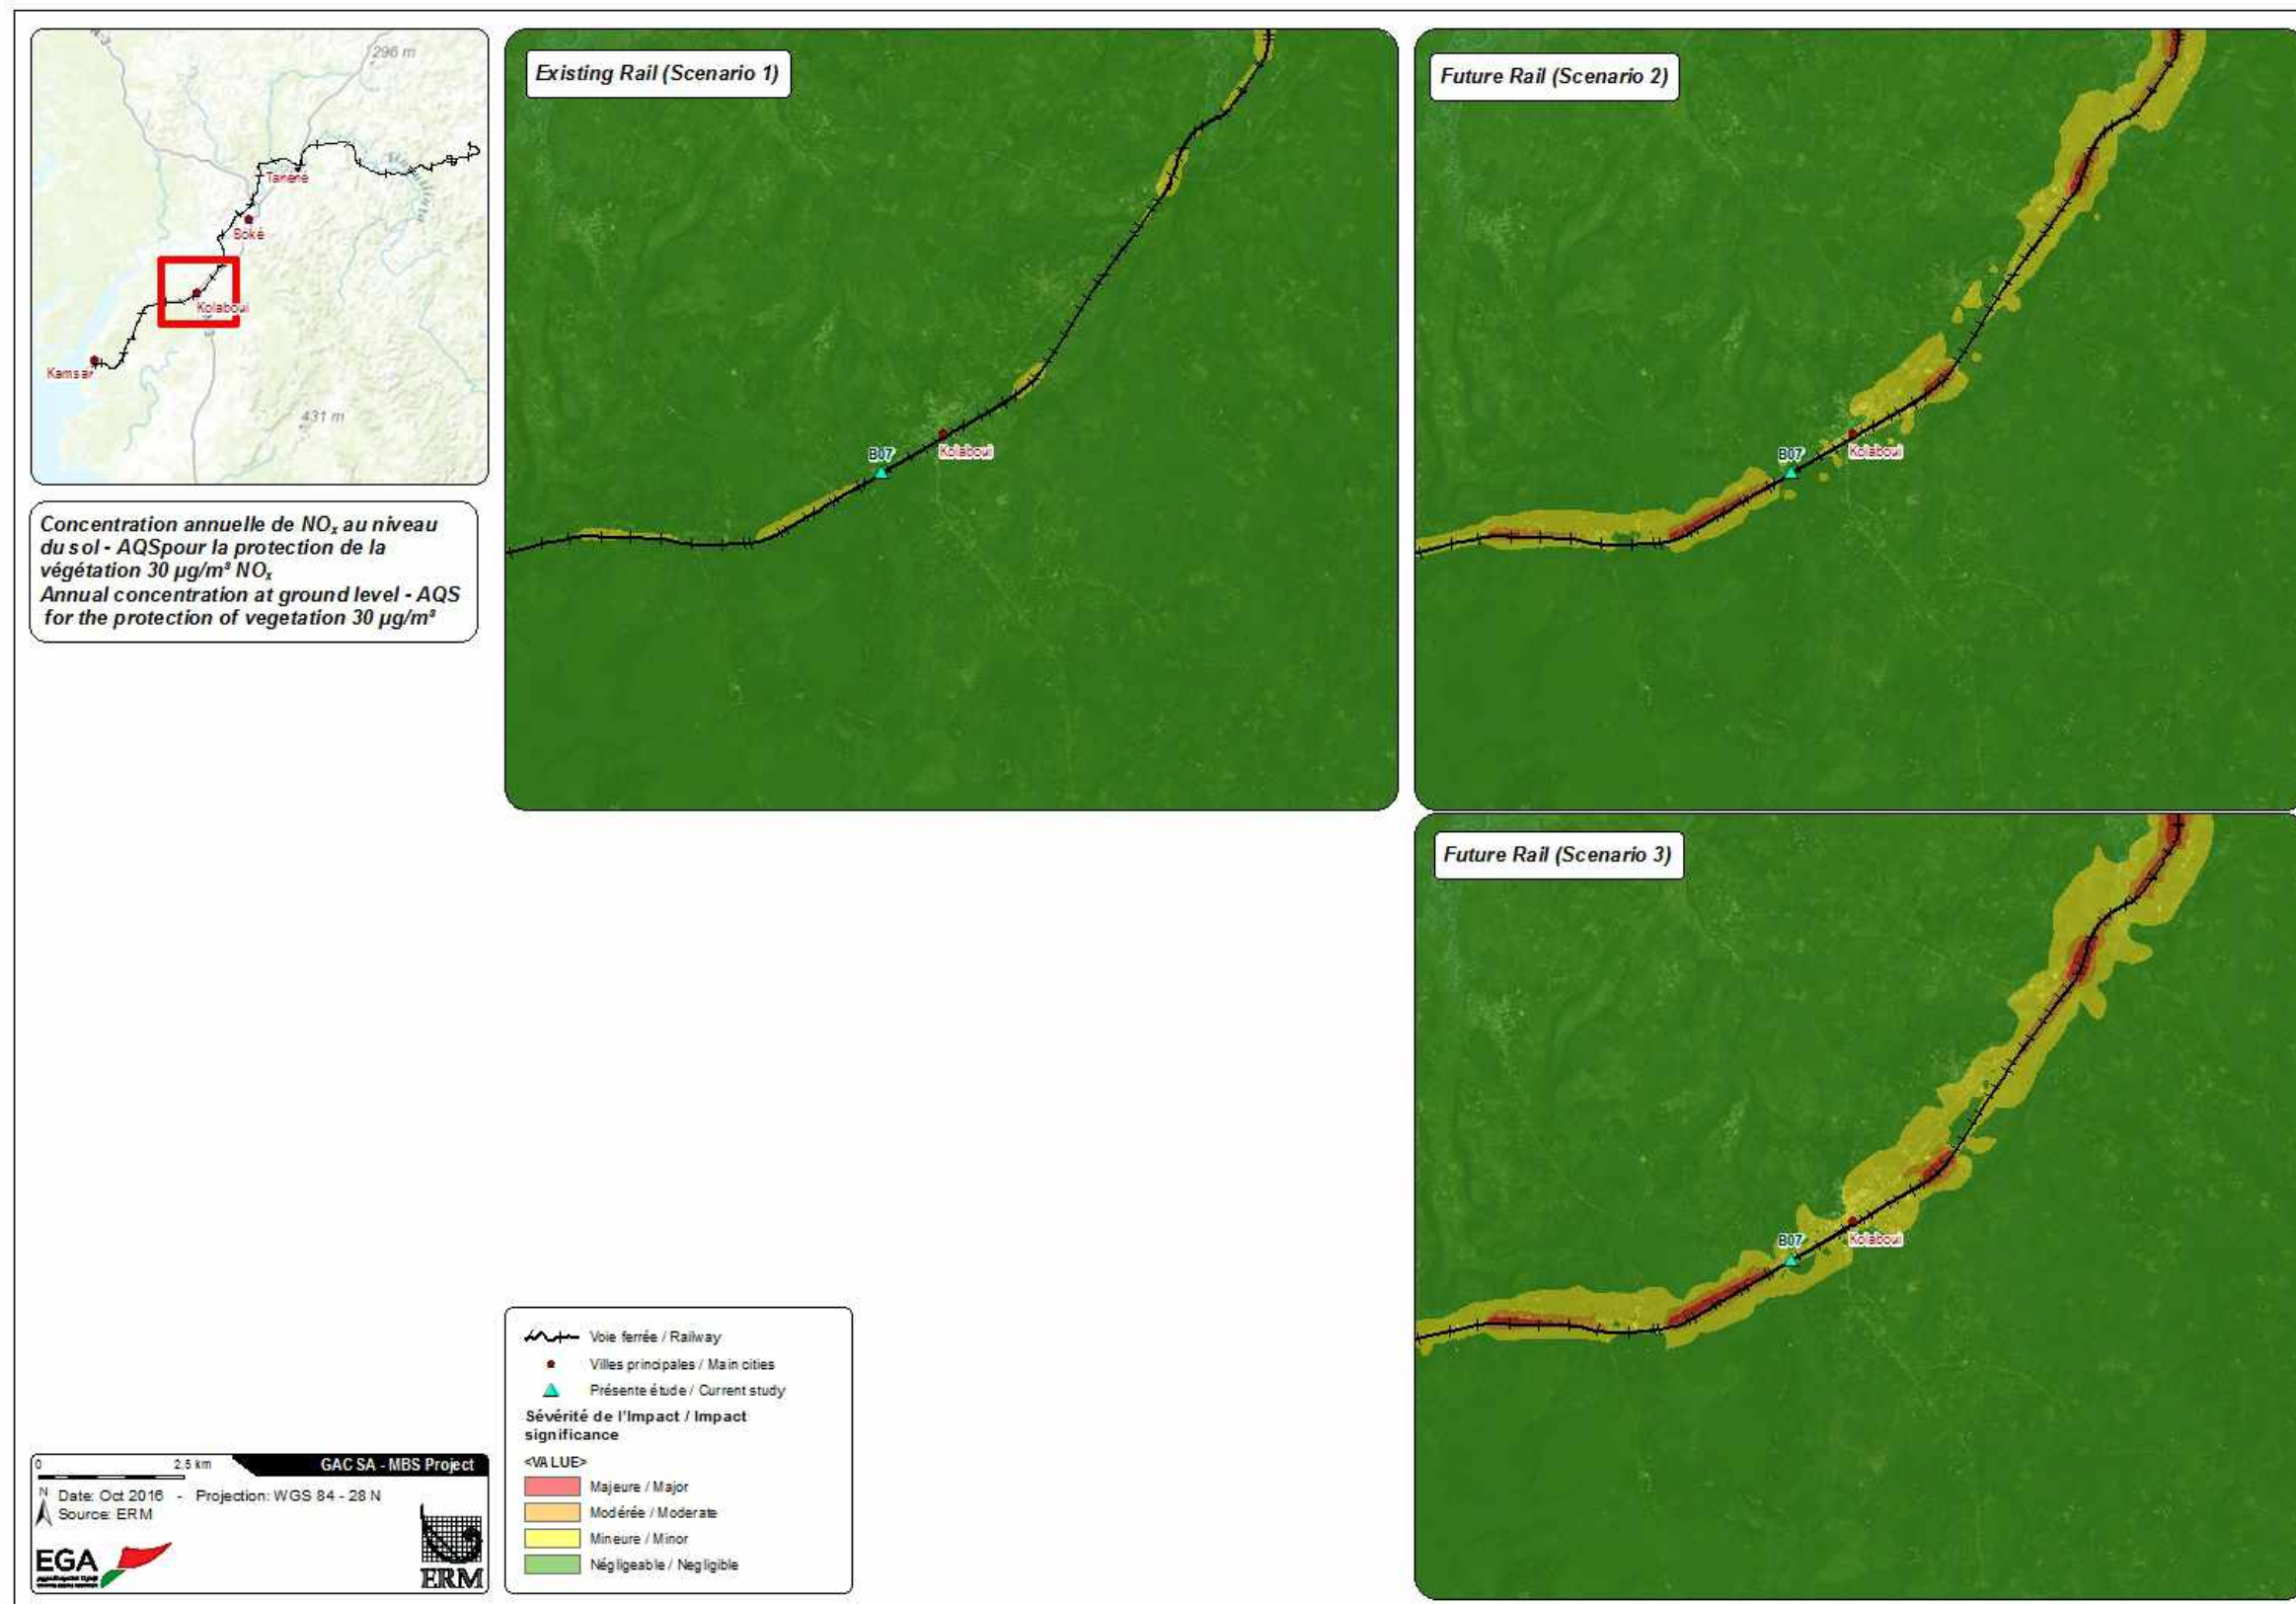 N-3
296 m
Tanéné
Boké
Kolaboui
Kamsar
431 m
Concentration annuelle de NOₓ au niveau
du sol - AQSpour la protection de la
végétation 30 µg/m³ NOₓ
Annual concentration at ground level - AQS
for the protection of vegetation 30 µg/m³
Existing Rail (Scenario 1)
B07
Kolaboui
Future Rail (Scenario 2)
B07
Kolaboui
Future Rail (Scenario 3)
B07
Kolaboui
Voie ferrée / Railway
Villes principales / Main cities
Présente étude / Current study
Sévérité de l'Impact / Impact
significance
<VALUE>
Majeure / Major
Modérée / Moderate
Mineure / Minor
Négligeable / Negligible
0 2,5 km
GAC SA - MBS Project
N
Date: Oct 2016 - Projection: WGS 84 - 28 N
Source: ERM
EGA
ERM